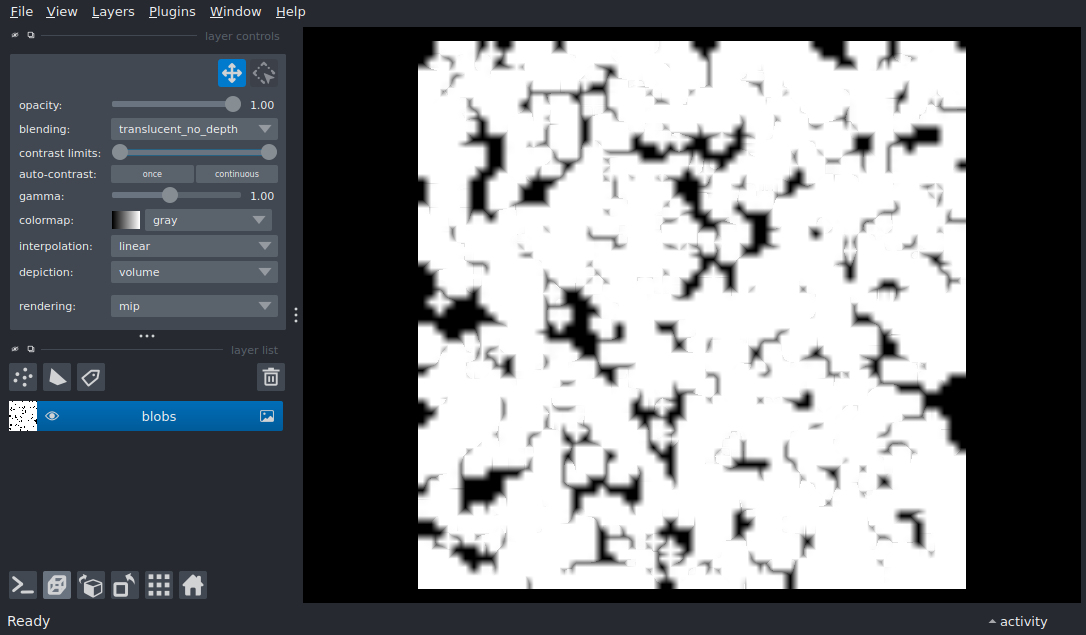 File View Layers Plugins Window Help
layer controls
opacity: 1.00
blending: translucent_no_depth
contrast limits:
auto-contrast: once continuous
gamma: 1.00
colormap: gray
interpolation: linear
depiction: volume
rendering: mip
layer list
blobs
Ready activity